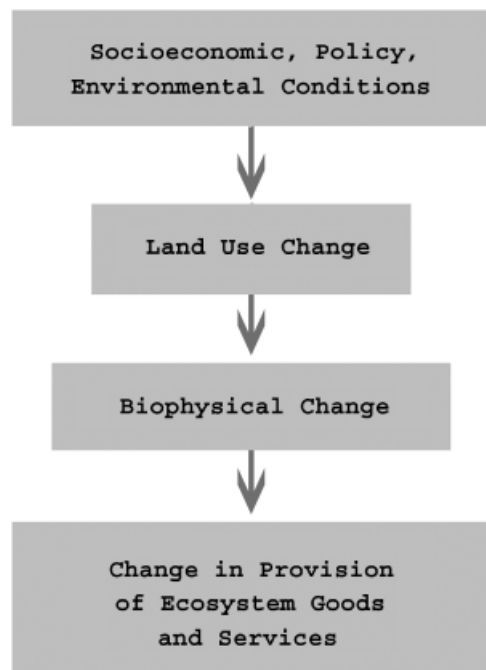 Socioeconomic, Policy,
Environmental Conditions
Land Use Change
Biophysical Change
Change in Provision
of Ecosystem Goods
and Services